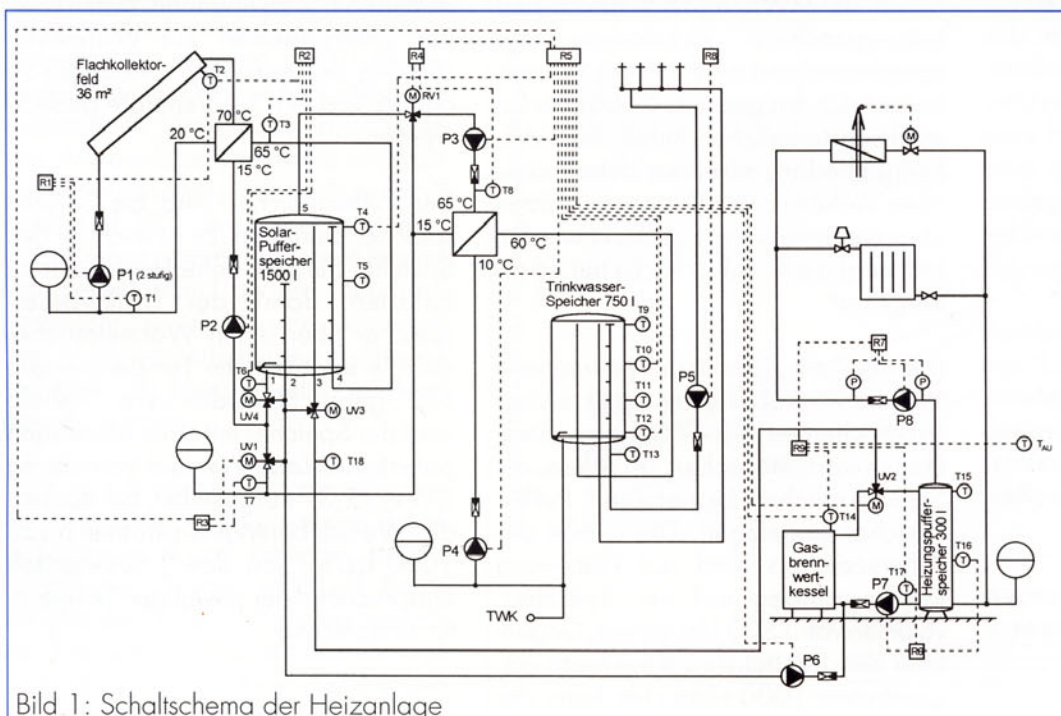 R2
R4
R5
R8
Flachkollektor-
feld
36 m²
T2
70 °C
T3
20 °C
65 °C
15 °C
M
RV1
P3
T8
65 °C
15 °C
60 °C
10 °C
M
R1
P1 (2 stufig)
T1
P2
5
Solar-
Puffer-
speicher
1500 l
T4
T5
T6
1
2
3
4
M
UV4
M
UV3
UV1
M
T18
T7
R3
Trinkwasser-
Speicher 750 l
T9
T10
T11
T12
T13
P5
P4
TWK
R7
P
P
P8
R9
T AU
UV2
M
T14
T15
Gas-
brenn-
wert-
kessel
T17
P7
Heizungspuffer-
speicher 300 l
T16
R6
P6
Bild 1: Schaltschema der Heizanlage